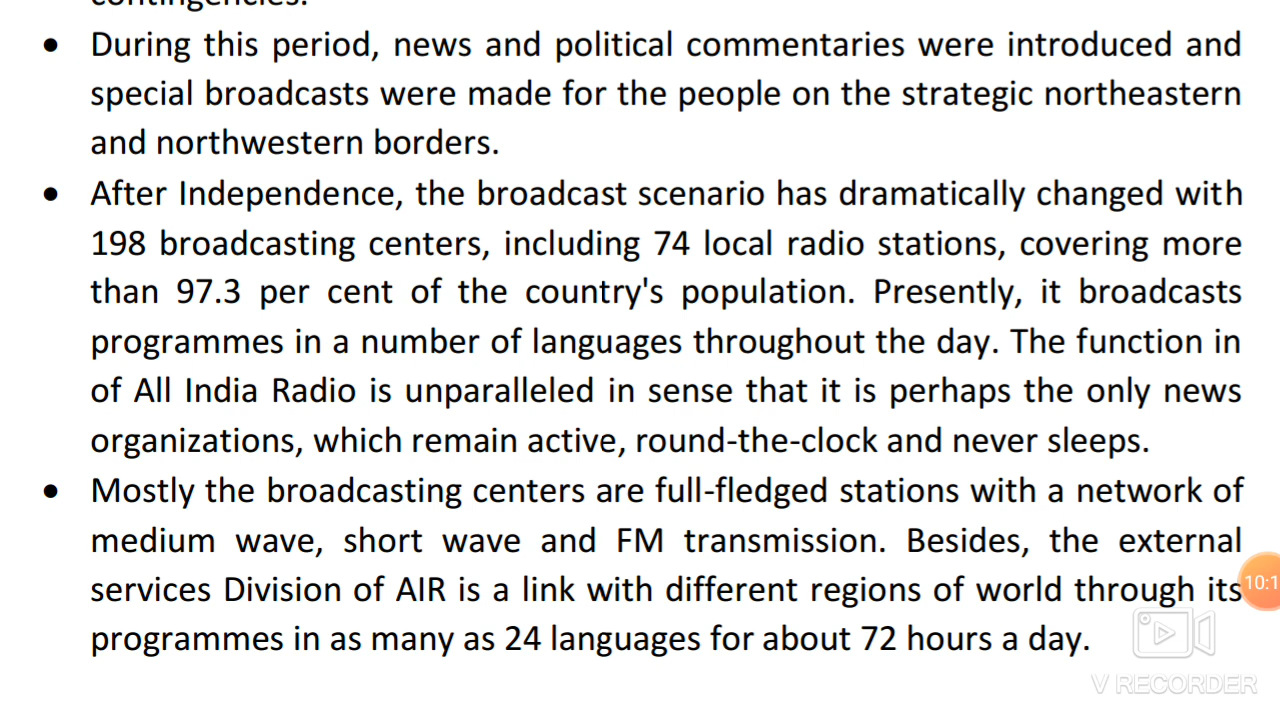 contingencies.
• During this period, news and political commentaries were introduced and
special broadcasts were made for the people on the strategic northeastern
and northwestern borders.
• After Independence, the broadcast scenario has dramatically changed with
198 broadcasting centers, including 74 local radio stations, covering more
than 97.3 per cent of the country's population. Presently, it broadcasts
programmes in a number of languages throughout the day. The function in
of All India Radio is unparalleled in sense that it is perhaps the only news
organizations, which remain active, round-the-clock and never sleeps.
• Mostly the broadcasting centers are full-fledged stations with a network of
medium wave, short wave and FM transmission. Besides, the external
services Division of AIR is a link with different regions of world through its
programmes in as many as 24 languages for about 72 hours a day.
10:1
V RECORDER